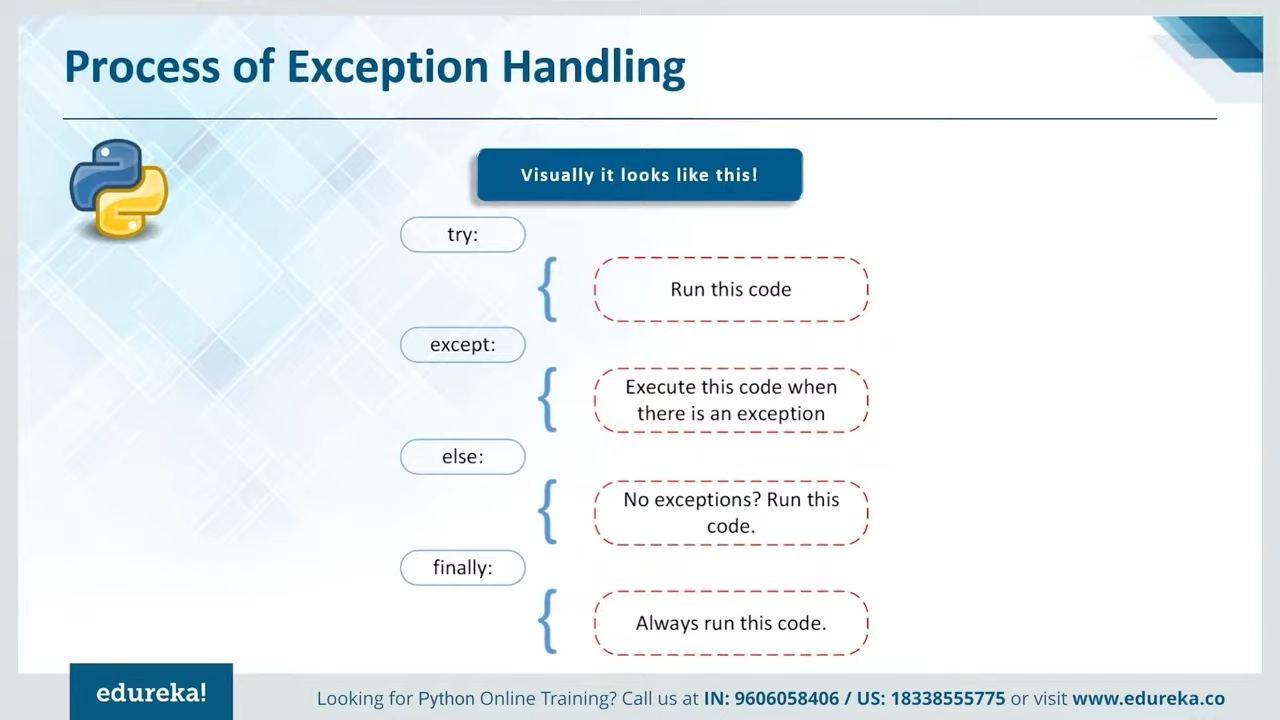 Process of Exception Handling
Visually it looks like this!
try:
Run this code
except:
Execute this code when
there is an exception
else:
No exceptions? Run this
code.
finally:
Always run this code.
edureka!
Looking for Python Online Training? Call us at IN: 9606058406 / US: 18338555775 or visit www.edureka.co